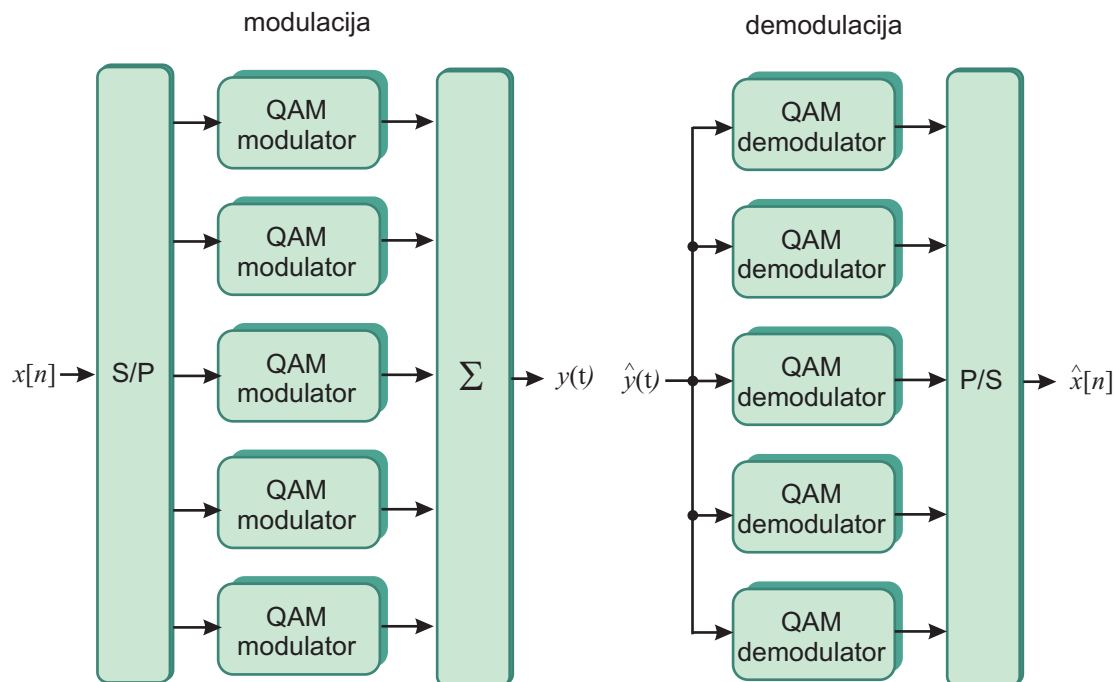 modulacija
x[n]
S/P
QAM
modulator
QAM
modulator
QAM
modulator
QAM
modulator
QAM
modulator
Σ
y(t)
demodulacija
ŷ(t)
QAM
demodulator
QAM
demodulator
QAM
demodulator
QAM
demodulator
QAM
demodulator
P/S
x̂[n]